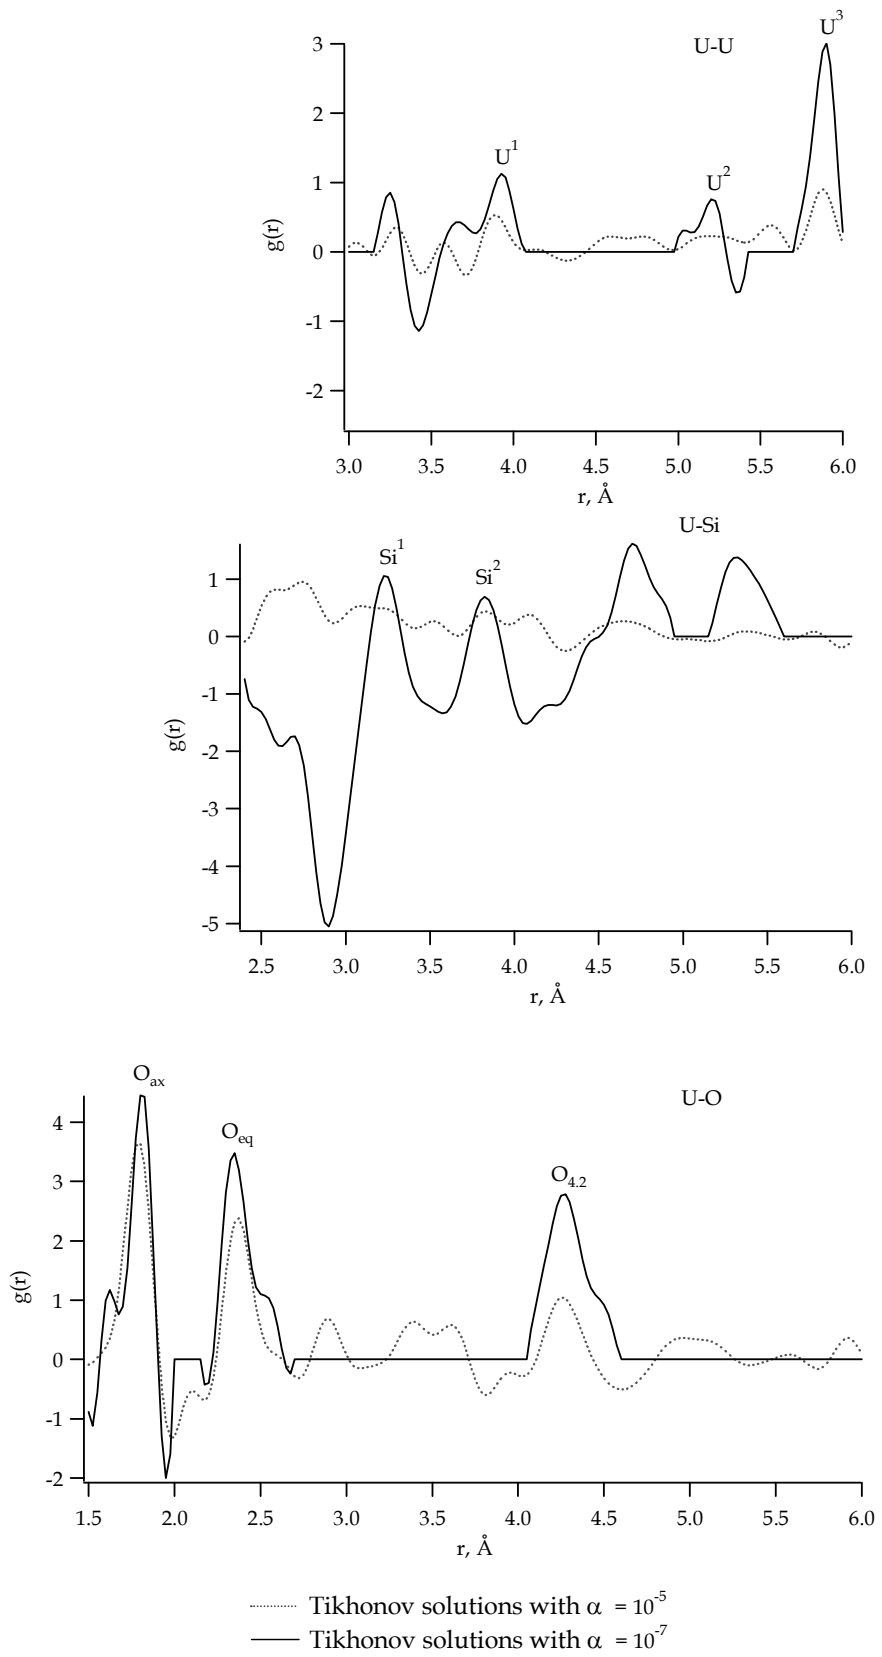 U³
U-U
3
2
U¹
U²
1
0
-1
-2
g(r)
3.0 3.5 4.0 4.5 5.0 5.5 6.0
r, Å
U-Si
Si¹
Si²
1
0
-1
-2
-3
-4
-5
g(r)
2.5 3.0 3.5 4.0 4.5 5.0 5.5 6.0
r, Å
O_ax
U-O
O_eq
O_4.2
4
3
2
1
0
-1
-2
g(r)
1.5 2.0 2.5 3.0 3.5 4.0 4.5 5.0 5.5 6.0
r, Å
Tikhonov solutions with α = 10⁻⁵
Tikhonov solutions with α = 10⁻⁷